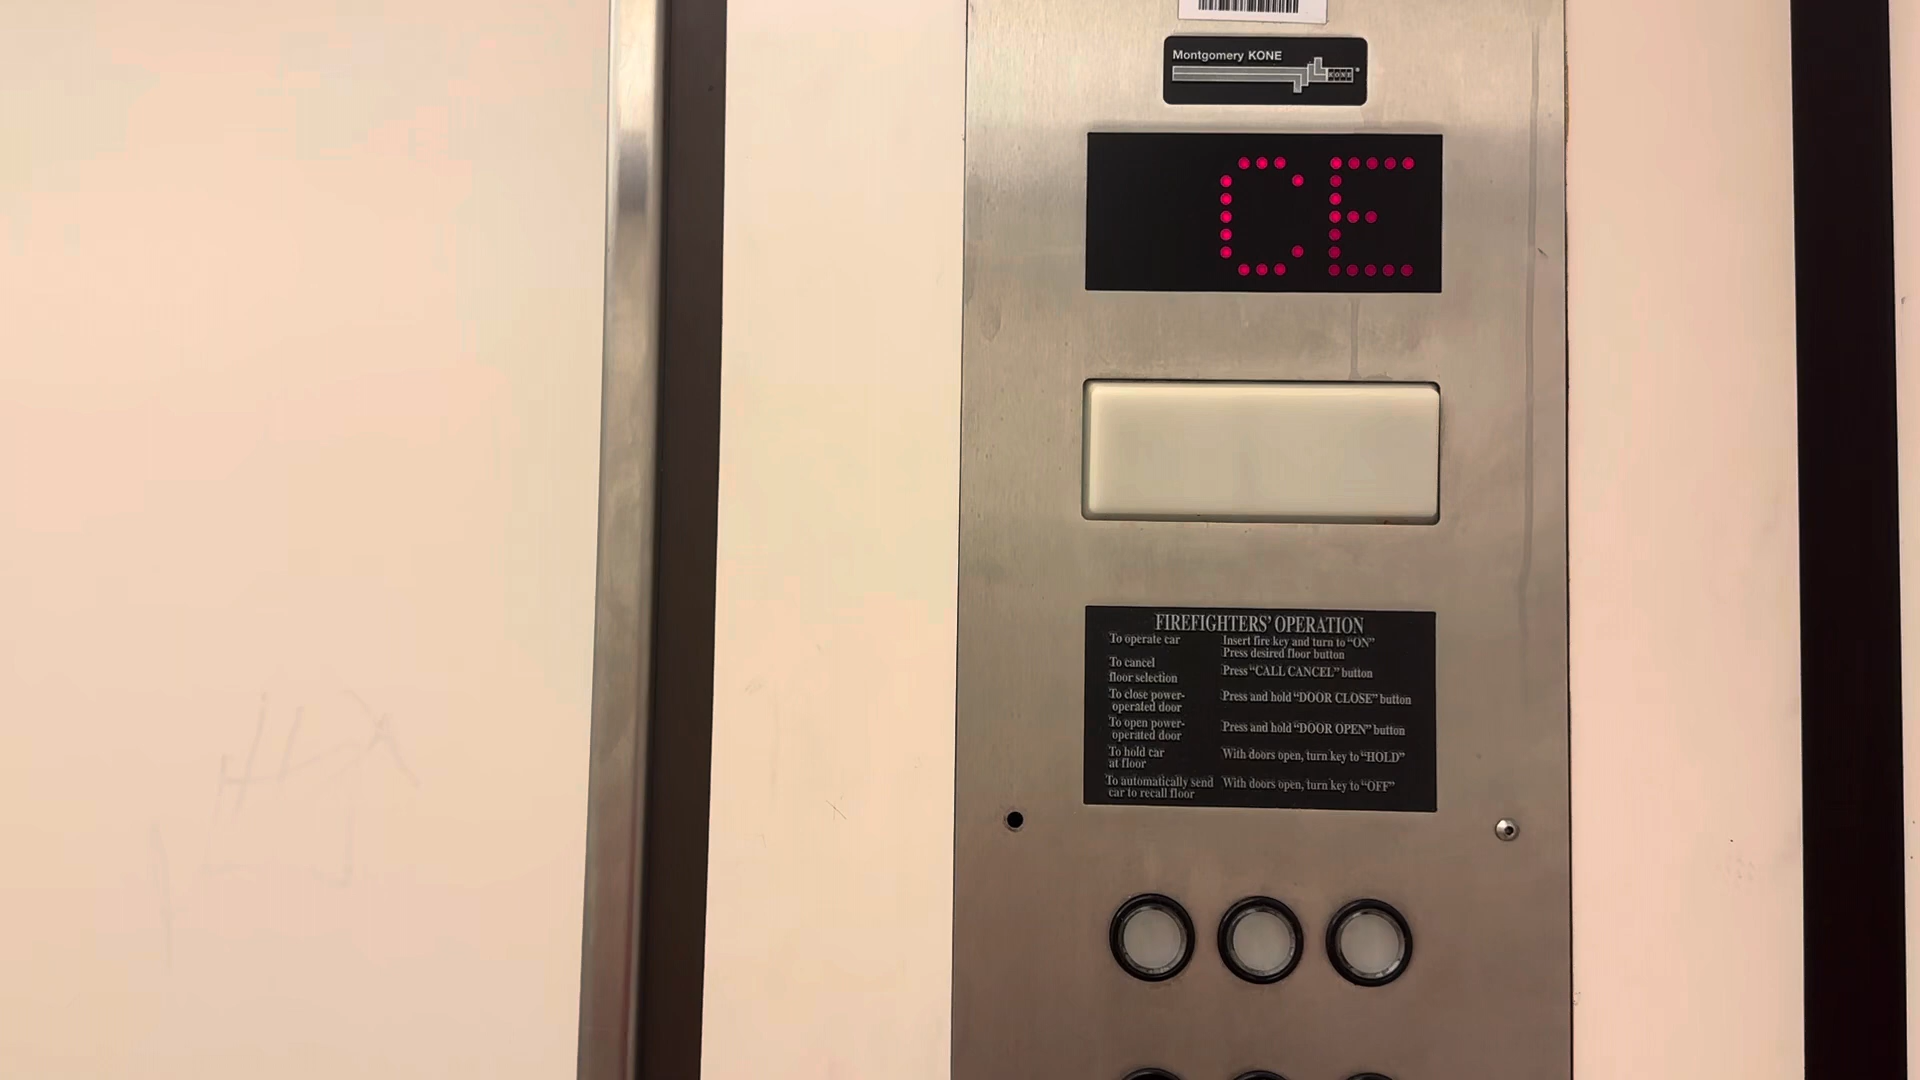 Montgomery KONE
KONE
CE
FIREFIGHTERS' OPERATION
To operate car Insert fire key and turn to "ON"
Press desired floor button
To cancel
floor selection Press "CALL CANCEL" button
To close power-
operated door Press and hold "DOOR CLOSE" button
To open power-
operated door Press and hold "DOOR OPEN" button
To hold car
at floor With doors open, turn key to "HOLD"
To automatically send
car to recall floor With doors open, turn key to "OFF"